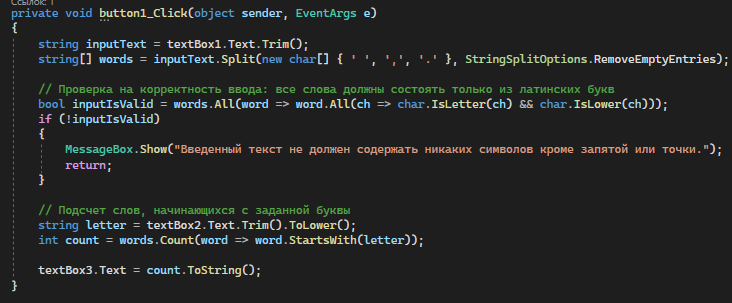 Ссылок: 1
private void button1_Click(object sender, EventArgs e)
{
string inputText = textBox1.Text.Trim();
string[] words = inputText.Split(new char[] { ' ', ',', '.' }, StringSplitOptions.RemoveEmptyEntries);
// Проверка на корректность ввода: все слова должны состоять только из латинских букв
bool inputIsValid = words.All(word => word.All(ch => char.IsLetter(ch) && char.IsLower(ch)));
if (!inputIsValid)
{
MessageBox.Show("Введенный текст не должен содержать никаких символов кроме запятой или точки.");
return;
}
// Подсчет слов, начинающихся с заданной буквы
string letter = textBox2.Text.Trim().ToLower();
int count = words.Count(word => word.StartsWith(letter));
textBox3.Text = count.ToString();
}